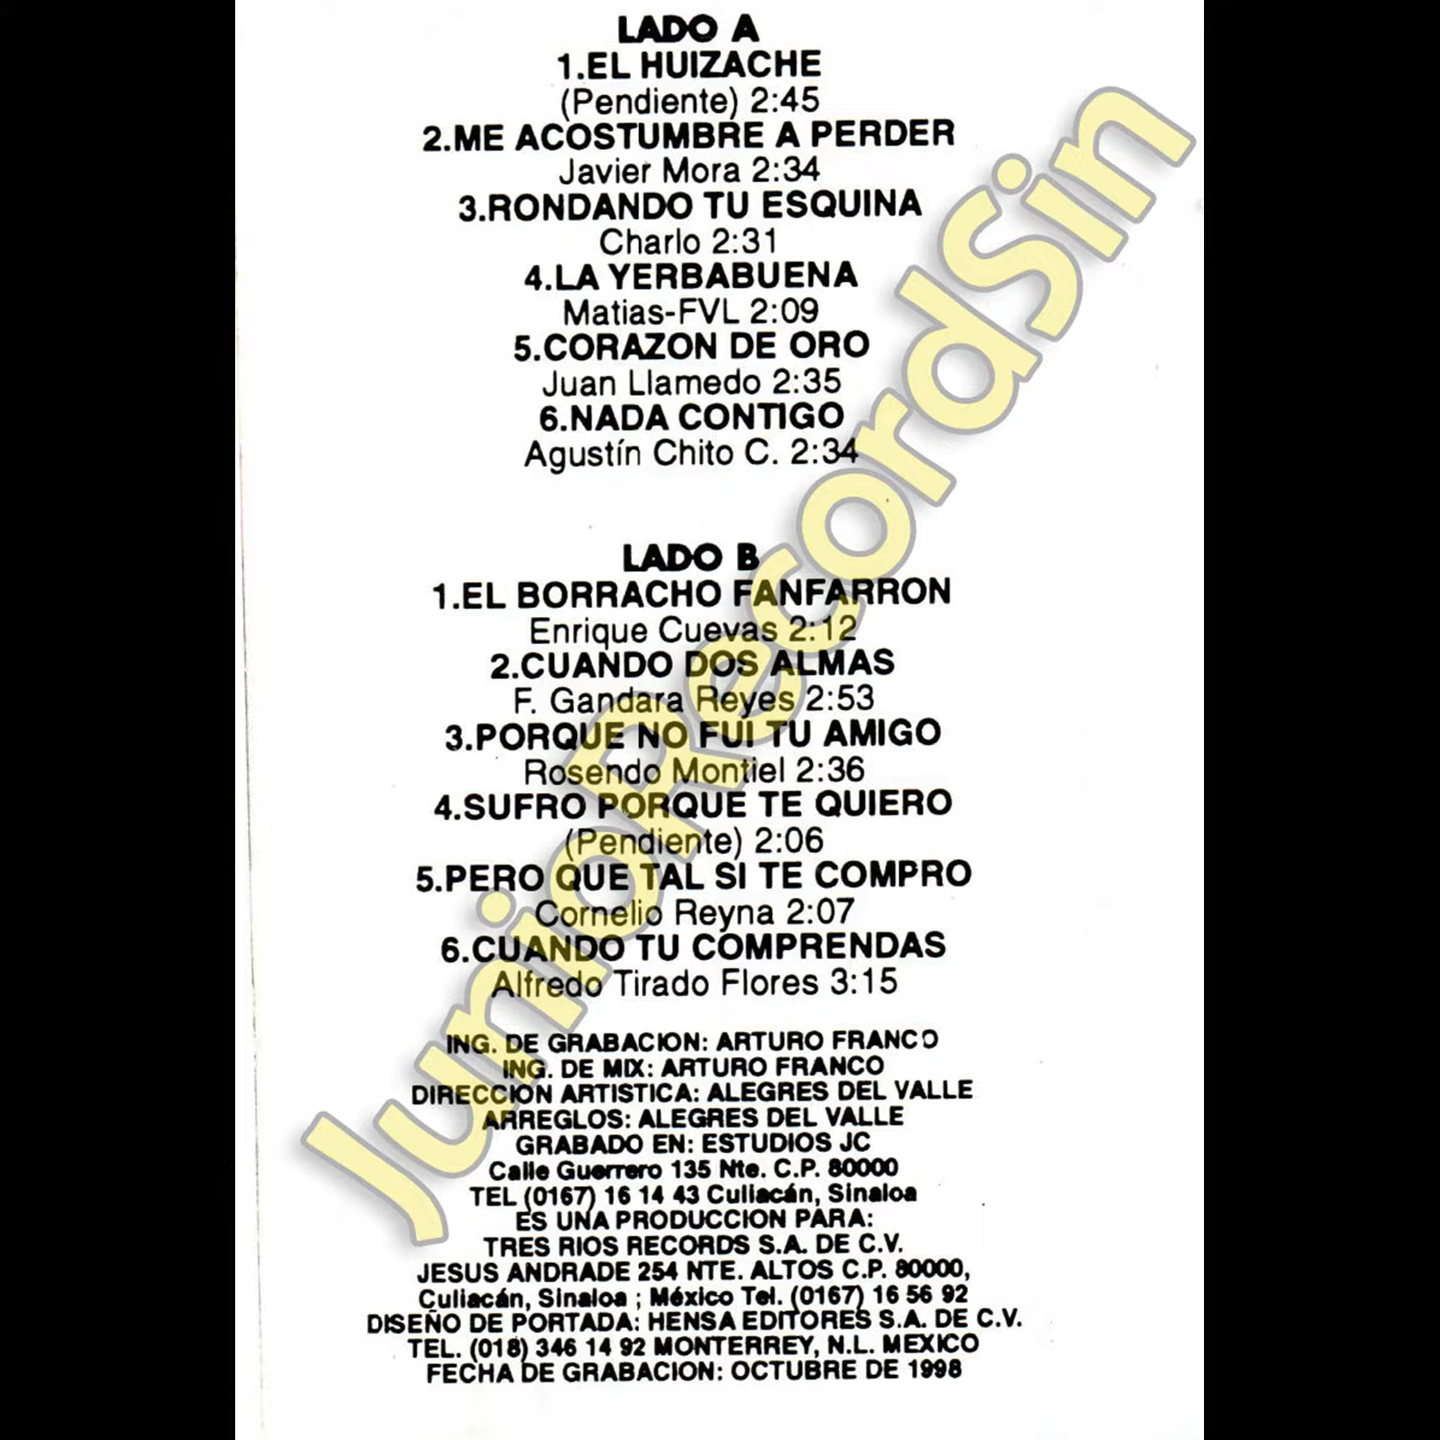 LADO A
1.EL HUIZACHE
(Pendiente) 2:45
2.ME ACOSTUMBRE A PERDER
Javier Mora 2:34
3.RONDANDO TU ESQUINA
Charlo 2:31
4.LA YERBABUENA
Matias-FVL 2:09
5.CORAZON DE ORO
Juan Llamedo 2:35
6.NADA CONTIGO
Agustín Chito C. 2:34
LADO B
1.EL BORRACHO FANFARRON
Enrique Cuevas 2:12
2.CUANDO DOS ALMAS
F. Gandara Reyes 2:53
3.PORQUE NO FUI TU AMIGO
Rosendo Montiel 2:36
4.SUFRO PORQUE TE QUIERO
(Pendiente) 2:06
5.PERO QUE TAL SI TE COMPRO
Cornelio Reyna 2:07
6.CUANDO TU COMPRENDAS
Alfredo Tirado Flores 3:15
ING. DE GRABACION: ARTURO FRANCO
ING. DE MIX: ARTURO FRANCO
DIRECCION ARTISTICA: ALEGRES DEL VALLE
ARREGLOS: ALEGRES DEL VALLE
GRABADO EN: ESTUDIOS JC
Calle Guerrero 135 Nte. C.P. 80000
TEL (0167) 16 14 43 Culiacán, Sinaloa
ES UNA PRODUCCION PARA:
TRES RIOS RECORDS S.A. DE C.V.
JESUS ANDRADE 254 NTE. ALTOS C.P. 80000,
Culiacán, Sinaloa ; México Tel. (0167) 16 56 92
DISEÑO DE PORTADA: HENSA EDITORES S.A. DE C.V.
TEL. (018) 346 14 92 MONTERREY, N.L. MEXICO
FECHA DE GRABACION: OCTUBRE DE 1998
JunioRecordSin